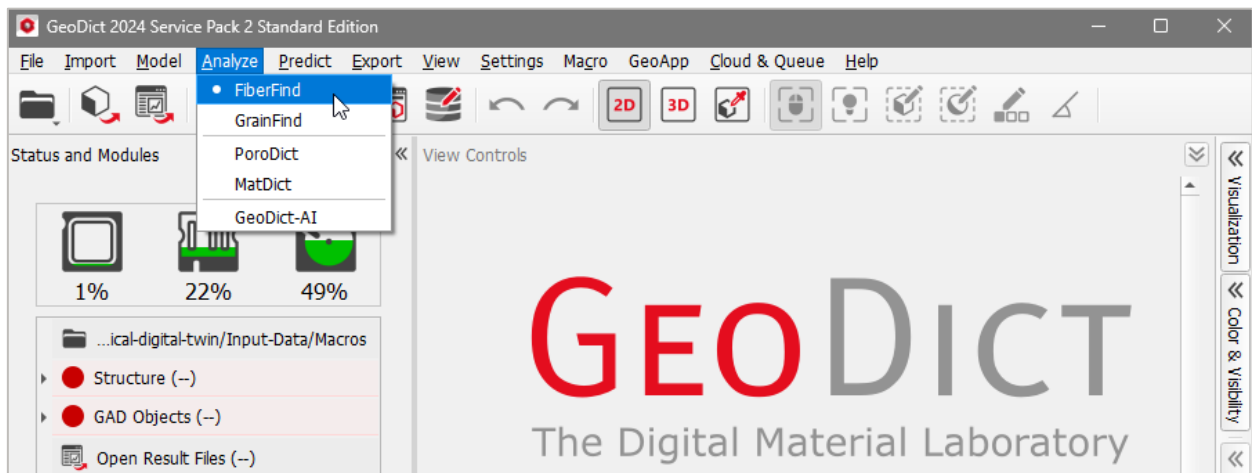 GeoDict 2024 Service Pack 2 Standard Edition
File Import Model Analyze Predict Export View Settings Macro GeoApp Cloud & Queue Help
FiberFind
GrainFind
PoroDict
MatDict
GeoDict-AI
2D 3D
Status and Modules
View Controls
1% 22% 49%
...ical-digital-twin/Input-Data/Macros
Structure (--)
GAD Objects (--)
Open Result Files (--)
GEODICT
The Digital Material Laboratory
Visualization
Color & Visibility